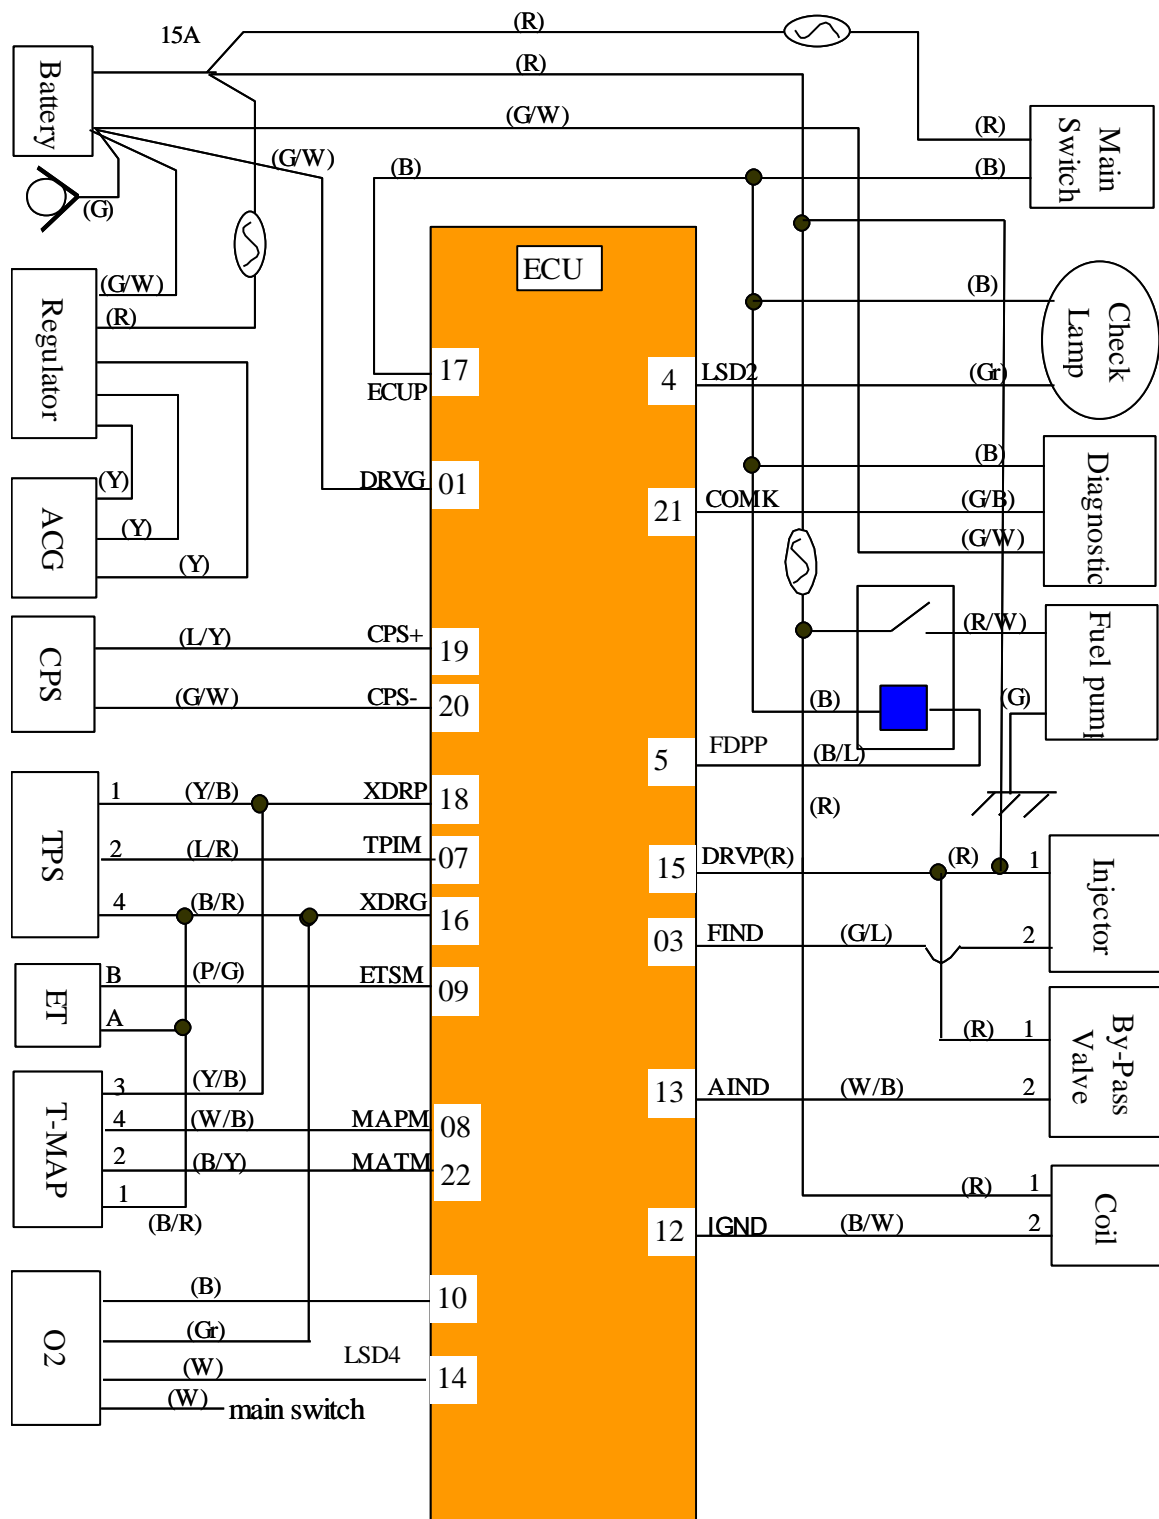 15A
(R)
(R)
Battery
(G/W)
(R)
Main
Switch
(G/W)
(B)
(B)
(G)
ECU
(G/W)
(R)
Regulator
(B)
Check
Lamp
17
ECUP
4
LSD2
(Gr)
(B)
Diagnostic
DRVG
01
(Y)
21
COMK
(G/B)
ACG
(Y)
(G/W)
(Y)
CPS
(L/Y)
CPS+
19
(R/W)
Fuel pump
(G/W)
CPS-
20
(B)
(G)
5
FDPP
(B/L)
TPS
1
(Y/B)
XDRP
18
(R)
2
(L/R)
TPIM
07
15
DRVP(R)
(R)
1
Injector
4
(B/R)
XDRG
16
03
FIND
(G/L)
2
ET
B
(P/G)
ETSM
09
A
(R)
1
By-Pass
Valve
T-MAP
3
(Y/B)
13
AIND
(W/B)
2
4
(W/B)
MAPM
08
2
(B/Y)
MATM
22
1
(B/R)
(R)
1
Coil
12
IGND
(B/W)
2
O2
(B)
10
(Gr)
(W)
LSD4
14
(W)
main switch